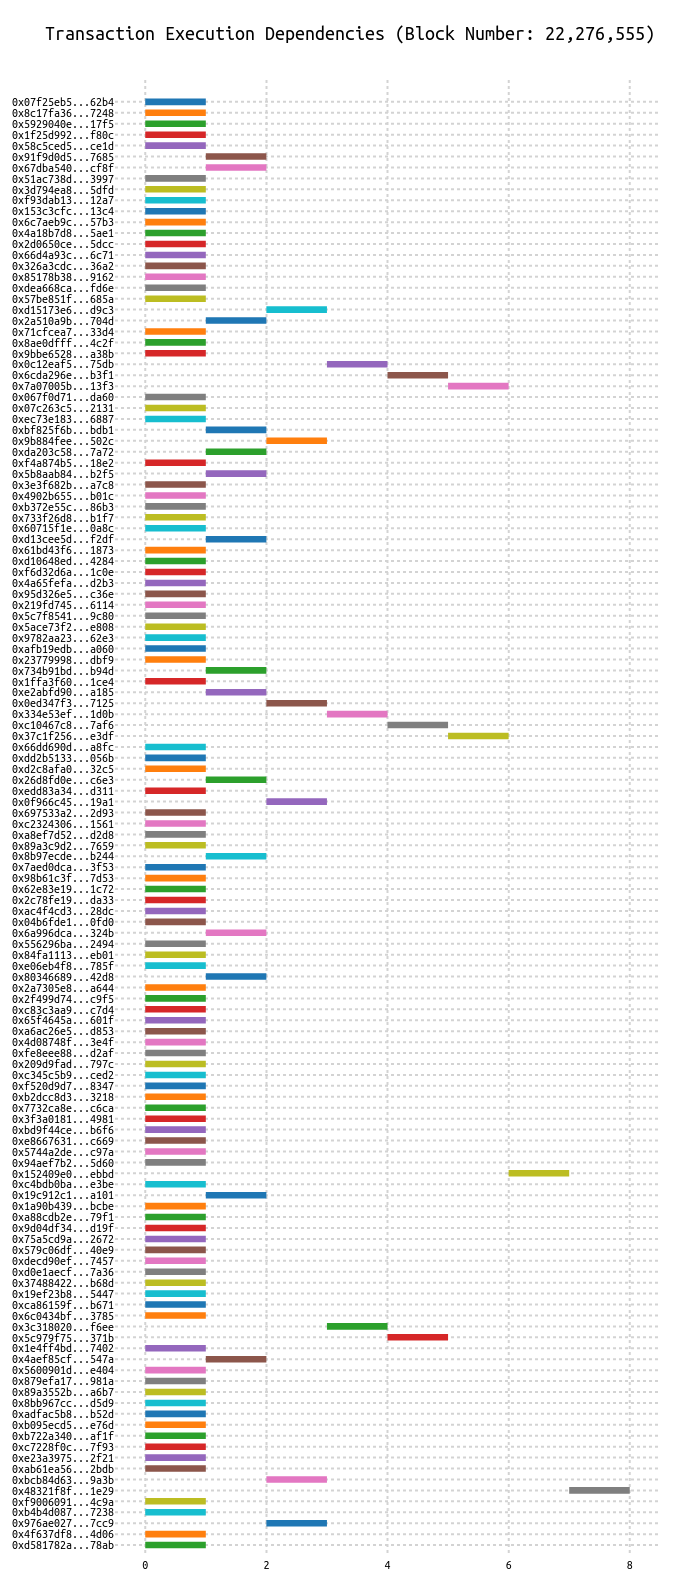 Transaction Execution Dependencies (Block Number: 22,276,555)
0x07f25eb5...62b4
0x8c17fa36...7248
0x5929040e...17f5
0x1f25d992...f80c
0x58c5ced5...ce1d
0x91f9d0d5...7685
0x67dba540...cf8f
0x51ac738d...3997
0x3d794ea8...5dfd
0xf93dab13...12a7
0x153c3cfc...13c4
0x6c7aeb9c...57b3
0x4a18b7d8...5ae1
0x2d0650ce...5dcc
0x66d4a93c...6c71
0x326a3cdc...36a2
0x85178b38...9162
0xdea668ca...fd6e
0x57be851f...685a
0xd15173e6...d9c3
0x2a510a9b...704d
0x71cfcea7...33d4
0x8ae0dfff...4c2f
0x9bbe6528...a38b
0x0c12eaf5...75db
0x6cda296e...b3f1
0x7a07005b...13f3
0x067f0d71...da60
0x07c263c5...2131
0xec73e183...6887
0xbf825f6b...bdb1
0x9b884fee...502c
0xda203c58...7a72
0xf4a874b5...18e2
0x5b8aab84...b2f5
0x3e3f682b...a7c8
0x4902b655...b01c
0xb372e55c...86b3
0x733f26d8...b1f7
0x60715f1e...0a8c
0xd13cee5d...f2df
0x61bd43f6...1873
0xd10648ed...4284
0xf6d32d6a...1c0e
0x4a65fefa...d2b3
0x95d326e5...c36e
0x219fd745...6114
0x5c7f8541...9c80
0x5ace73f2...e808
0x9782aa23...62e3
0xafb19edb...a060
0x23779998...dbf9
0x734b91bd...b94d
0x1ffa3f60...1ce4
0xe2abfd90...a185
0x0ed347f3...7125
0x334e53ef...1d0b
0xc10467c8...7af6
0x37c1f256...e3df
0x66dd690d...a8fc
0xdd2b5133...056b
0xd2c8afa0...32c5
0x26d8fd0e...c6e3
0xedd83a34...d311
0x0f966c45...19a1
0x697533a2...2d93
0xc2324306...1561
0xa8ef7d52...d2d8
0x89a3c9d2...7659
0x8b97ecde...b244
0x7aed0dca...3f53
0x98b61c3f...7d53
0x62e83e19...1c72
0x2c78fe19...da33
0xac4f4cd3...28dc
0x04b6fde1...0fd0
0x6a996dca...324b
0x556296ba...2494
0x84fa1113...eb01
0xe06eb4f8...785f
0x80346689...42d8
0x2a7305e8...a644
0x2f499d74...c9f5
0xc83c3aa9...c7d4
0x65f4645a...601f
0xa6ac26e5...d853
0x4d08748f...3e4f
0xfe8eee88...d2af
0x209d9fad...797c
0xc345c5b9...ced2
0xf520d9d7...8347
0xb2dcc8d3...3218
0x7732ca8e...c6ca
0x3f3a0181...4981
0xbd9f44ce...b6f6
0xe8667631...c669
0x5744a2de...c97a
0x94aef7b2...5d60
0x152409e0...ebbd
0xc4bdb0ba...e3be
0x19c912c1...a101
0x1a90b439...bcbe
0xa88cdb2e...79f1
0x9d04df34...d19f
0x75a5cd9a...2672
0x579c06df...40e9
0xdecd90ef...7457
0xd0e1aecf...7a36
0x37488422...b68d
0x19ef23b8...5447
0xca86159f...b671
0x6c0434bf...3785
0x3c318020...f6ee
0x5c979f75...371b
0x1e4ff4bd...7402
0x4aef85cf...547a
0x5600901d...e404
0x879efa17...981a
0x89a3552b...a6b7
0x8bb967cc...d5d9
0xadfac5b8...b52d
0xb095ecd5...e76d
0xb722a340...af1f
0xc7228f0c...7f93
0xe23a3975...2f21
0xab61ea56...2bdb
0xbcb84d63...9a3b
0x48321f8f...1e29
0xf9006091...4c9a
0xb4b4d087...7238
0x976ae027...7cc9
0x4f637df8...4d06
0xd581782a...78ab
0 2 4 6 8